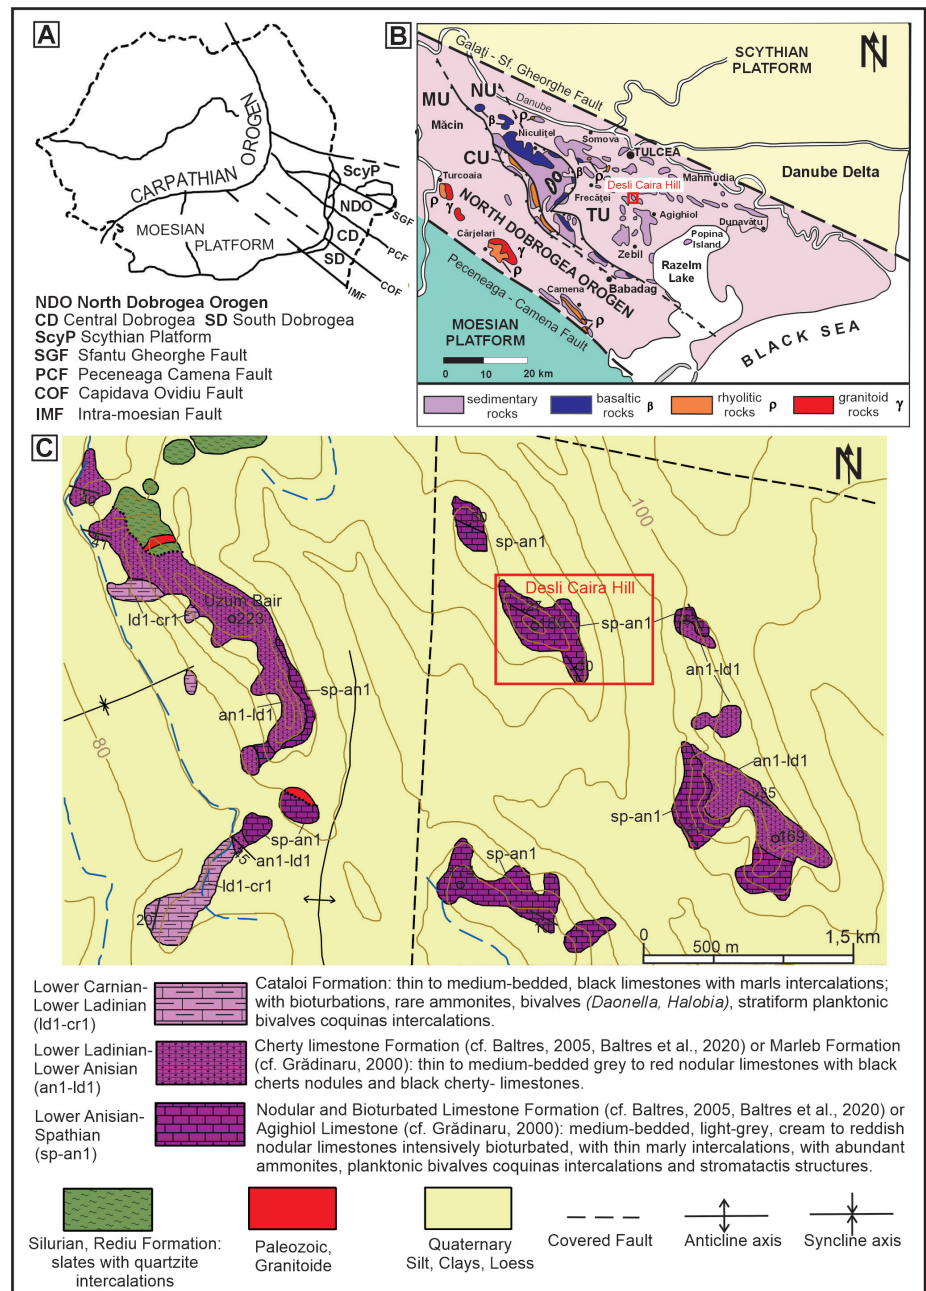 A
CARPATHIAN
OROGEN
MOESIAN
PLATFORM
ScyP
NDO
CD
SD
SGF
PCF
COF
IMF
NDO North Dobrogea Orogen
CD Central Dobrogea SD South Dobrogea
ScyP Scythian Platform
SGF Sfantu Gheorghe Fault
PCF Peceneaga Camena Fault
COF Capidava Ovidiu Fault
IMF Intra-moesian Fault
B
Galaţi - Sf. Gheorghe Fault
SCYTHIAN
PLATFORM
N
MU
NU
Danube
Măcin
β
ρ
Niculiţel
Somova
TULCEA
CU
β
ρ
Mahmudia
Danube Delta
Turcoaia
Desli Caira Hill
Frecăţei
ρ
γ
TU
Agighiol
Dunavăţu
Popina
Island
Cârjelari
γ
ρ
Zebil
Razelm
Lake
NORTH DOBROGEA OROGEN
Camena
Babadag
ρ
Peceneaga - Camena Fault
MOESIAN
PLATFORM
BLACK SEA
0 10 20 km
sedimentary
rocks
basaltic
rocks β
rhyolitic
rocks ρ
granitoid
rocks γ
C
N
100
sp-an1
Desli Caira Hill
Uzum Bair
223
ld1-cr1
sp-an1
an1-ld1
sp-an1
an1-ld1
80
an1-ld1
35
sp-an1
169
sp-an1
an1-ld1
ld1-cr1
sp-an1
0
500 m
1,5 km
Lower Carnian-
Lower Ladinian
(ld1-cr1)
Cataloi Formation: thin to medium-bedded, black limestones with marls intercalations;
with bioturbations, rare ammonites, bivalves (Daonella, Halobia), stratiform planktonic
bivalves coquinas intercalations.
Lower Ladinian-
Lower Anisian
(an1-ld1)
Cherty limestone Formation (cf. Baltres, 2005, Baltres et al., 2020) or Marleb Formation
(cf. Grădinaru, 2000): thin to medium-bedded grey to red nodular limestones with black
cherts nodules and black cherty- limestones.
Lower Anisian-
Spathian
(sp-an1)
Nodular and Bioturbated Limestone Formation (cf. Baltres, 2005, Baltres et al., 2020) or
Agighiol Limestone (cf. Grădinaru, 2000): medium-bedded, light-grey, cream to reddish
nodular limestones intensively bioturbated, with thin marly intercalations, with abundant
ammonites, planktonic bivalves coquinas intercalations and stromatactis structures.
Silurian, Rediu Formation:
slates with quartzite
intercalations
Paleozoic,
Granitoide
Quaternary
Silt, Clays, Loess
Covered Fault
Anticline axis
Syncline axis